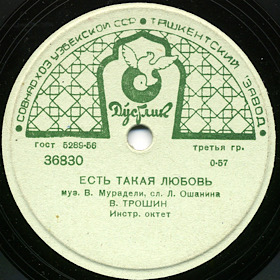 СОВНАРХОЗ УЗБЕКСКОЙ ССР ТАШКЕНТСКИЙ ЗАВОД
Дўстлик
ГОСТ 5289-56
третья гр.
36830
0-57
ЕСТЬ ТАКАЯ ЛЮБОВЬ
муз. В. Мурадели, сл. Л. Ошанина
В. ТРОШИН
Инстр. октет